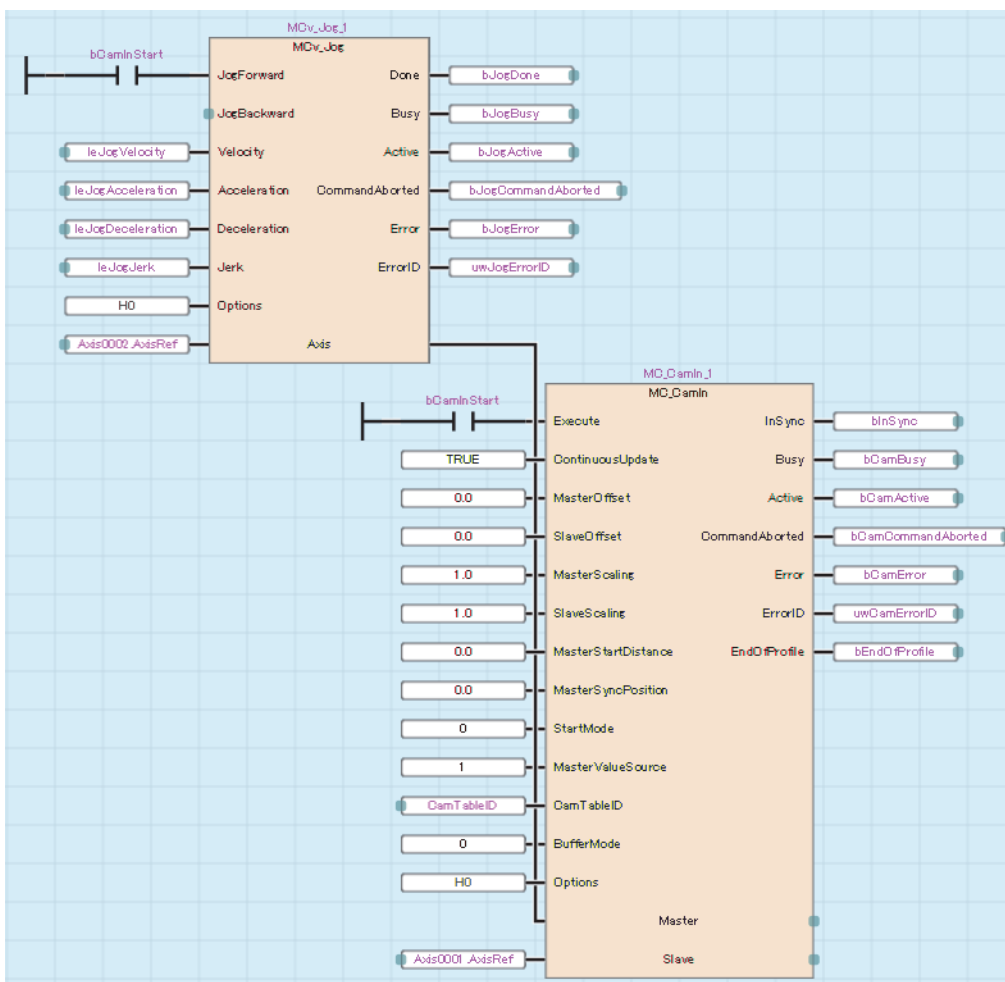 MCv_Jog_1
MCv_Jog
bCamInStart
JogForward Done bJogDone
JogBackward Busy bJogBusy
leJogVelocity Velocity Active bJogActive
leJogAcceleration Acceleration CommandAborted bJogCommandAborted
leJogDeceleration Deceleration Error bJogError
leJogJerk Jerk ErrorID uwJogErrorID
H0 Options
Axis0002.AxisRef Axis
MC_CamIn_1
MC_CamIn
bCamInStart
Execute InSync bInSync
TRUE ContinuousUpdate Busy bCamBusy
0.0 MasterOffset Active bCamActive
0.0 SlaveOffset CommandAborted bCamCommandAborted
1.0 MasterScaling Error bCamError
1.0 SlaveScaling ErrorID uwCamErrorID
0.0 MasterStartDistance EndOfProfile bEndOfProfile
0.0 MasterSyncPosition
0 StartMode
1 MasterValueSource
CamTableID CamTableID
0 BufferMode
H0 Options
Master
Axis0001.AxisRef Slave